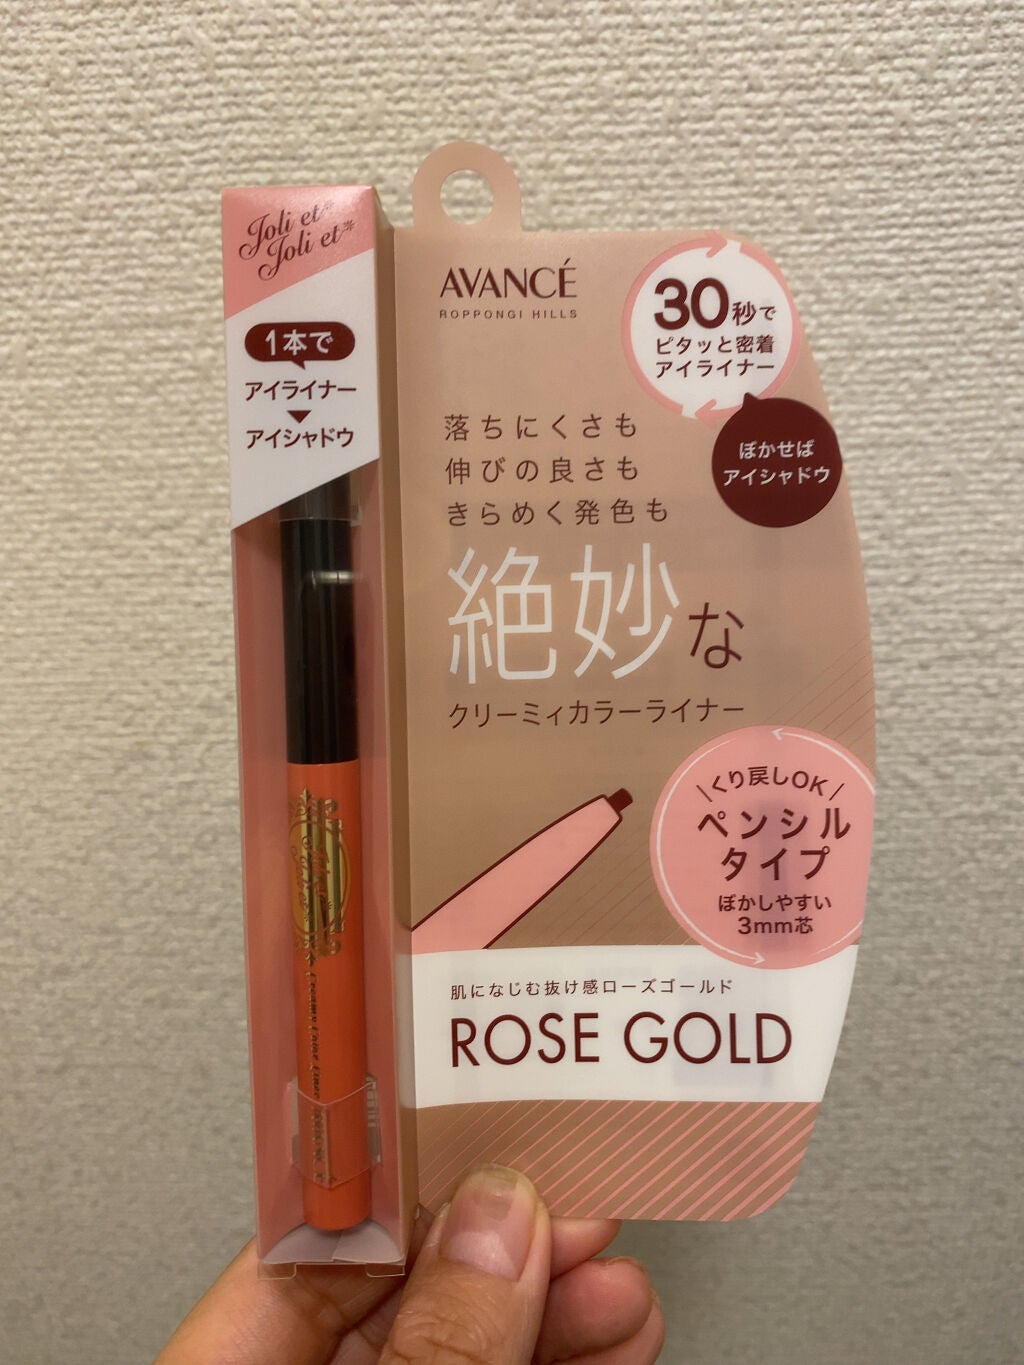 Joli et
Joli et
1本で
アイライナー
アイシャドウ
AVANCÉ
ROPPONGI HILLS
30秒で
ピタッと密着
アイライナー
ぼかせば
アイシャドウ
落ちにくさも
伸びの良さも
きらめく発色も
絶妙な
クリーミィカラーライナー
くり戻しOK
ペンシル
タイプ
ぼかしやすい
3mm芯
肌になじむ抜け感ローズゴールド
ROSE GOLD
Creamy Color Liner